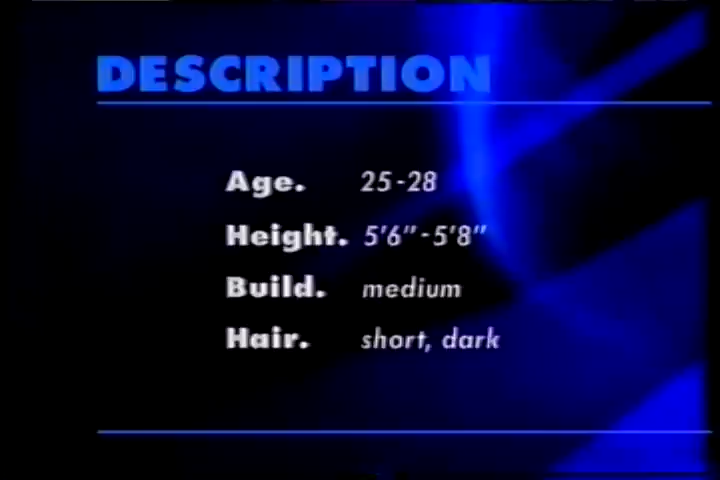 DESCRIPTION
Age. 25-28
Height. 5'6"-5'8"
Build. medium
Hair. short, dark